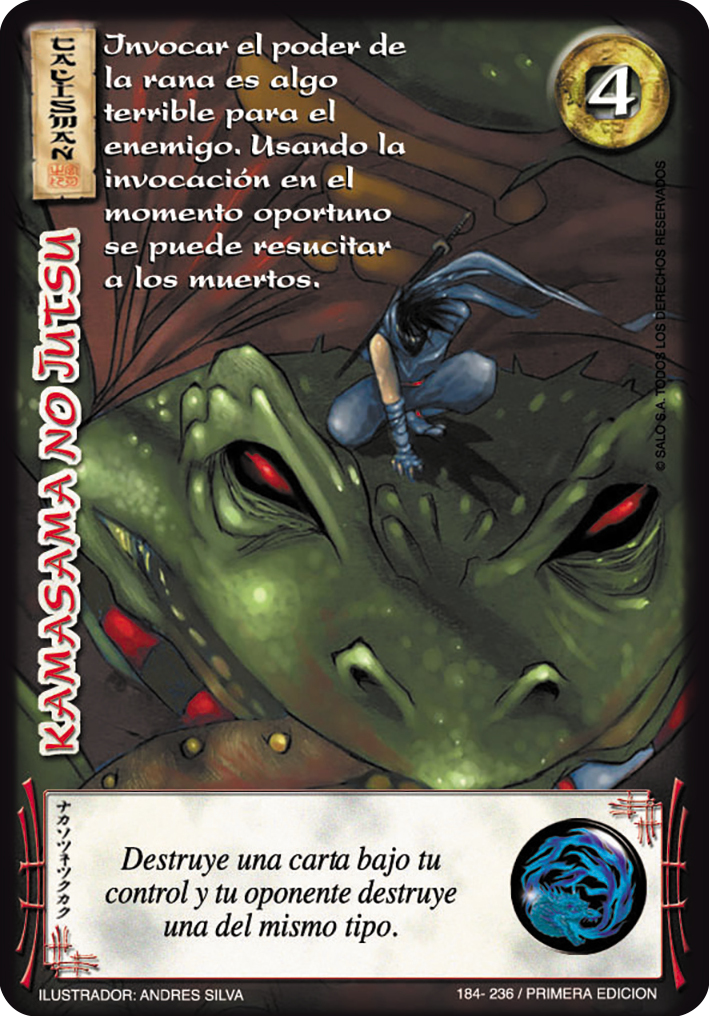 TALISMAN
Invocar el poder de
la rana es algo
terrible para el
enemigo. Usando la
invocación en el
momento oportuno
se puede resucitar
a los muertos.
4
KAMASAMA NO JUTSU
© SALO S.A. TODOS LOS DERECHOS RESERVADOS
ナカソツネツクカク
Destruye una carta bajo tu
control y tu oponente destruye
una del mismo tipo.
ILUSTRADOR: ANDRES SILVA
184- 236 / PRIMERA EDICION